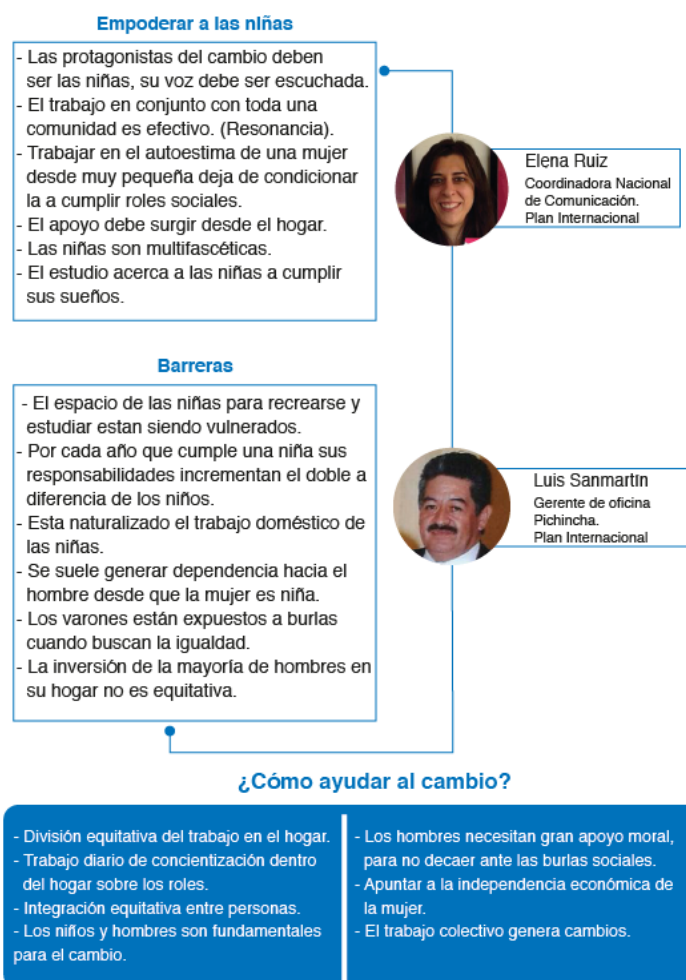 Empoderar a las niñas
- Las protagonistas del cambio deben
ser las niñas, su voz debe ser escuchada.
- El trabajo en conjunto con toda una
comunidad es efectivo. (Resonancia).
- Trabajar en el autoestima de una mujer
desde muy pequeña deja de condicionar
la a cumplir roles sociales.
- El apoyo debe surgir desde el hogar.
- Las niñas son multifascéticas.
- El estudio acerca a las niñas a cumplir
sus sueños.
Elena Ruiz
Coordinadora Nacional
de Comunicación.
Plan Internacional
Barreras
- El espacio de las niñas para recrearse y
estudiar estan siendo vulnerados.
- Por cada año que cumple una niña sus
responsabilidades incrementan el doble a
diferencia de los niños.
- Esta naturalizado el trabajo doméstico de
las niñas.
- Se suele generar dependencia hacia el
hombre desde que la mujer es niña.
- Los varones están expuestos a burlas
cuando buscan la igualdad.
- La inversión de la mayoría de hombres en
su hogar no es equitativa.
Luis Sanmartín
Gerente de oficina
Pichincha.
Plan Internacional
¿Cómo ayudar al cambio?
- División equitativa del trabajo en el hogar.
- Trabajo diario de concientización dentro
del hogar sobre los roles.
- Integración equitativa entre personas.
- Los niños y hombres son fundamentales
para el cambio.
- Los hombres necesitan gran apoyo moral,
para no decaer ante las burlas sociales.
- Apuntar a la independencia económica de
la mujer.
- El trabajo colectivo genera cambios.